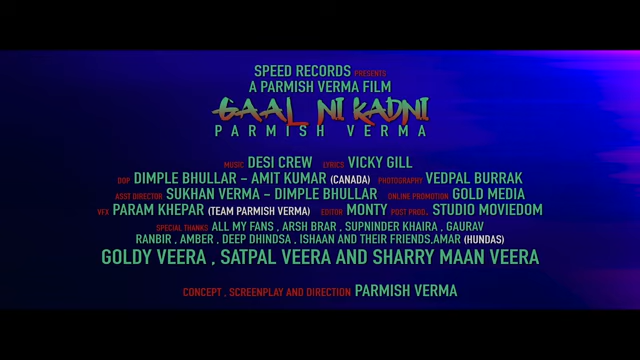 SPEED RECORDS PRESENTS
A PARMISH VERMA FILM
GAAL NI KADNI
PARMISH VERMA
MUSIC DESI CREW LYRICS VICKY GILL
DOP DIMPLE BHULLAR – AMIT KUMAR (CANADA) PHOTOGRAPHY VEDPAL BURRAK
ASST DIRECTOR SUKHAN VERMA – DIMPLE BHULLAR ONLINE PROMOTION GOLD MEDIA
VFX PARAM KHEPAR (TEAM PARMISH VERMA) EDITOR MONTY POST PROD. STUDIO MOVIEDOM
SPECIAL THANKS ALL MY FANS , ARSH BRAR , SUPNINDER KHAIRA , GAURAV
RANBIR , AMBER , DEEP DHINDSA , ISHAAN AND THEIR FRIENDS,AMAR (HUNDAS)
GOLDY VEERA , SATPAL VEERA AND SHARRY MAAN VEERA
CONCEPT , SCREENPLAY AND DIRECTION PARMISH VERMA